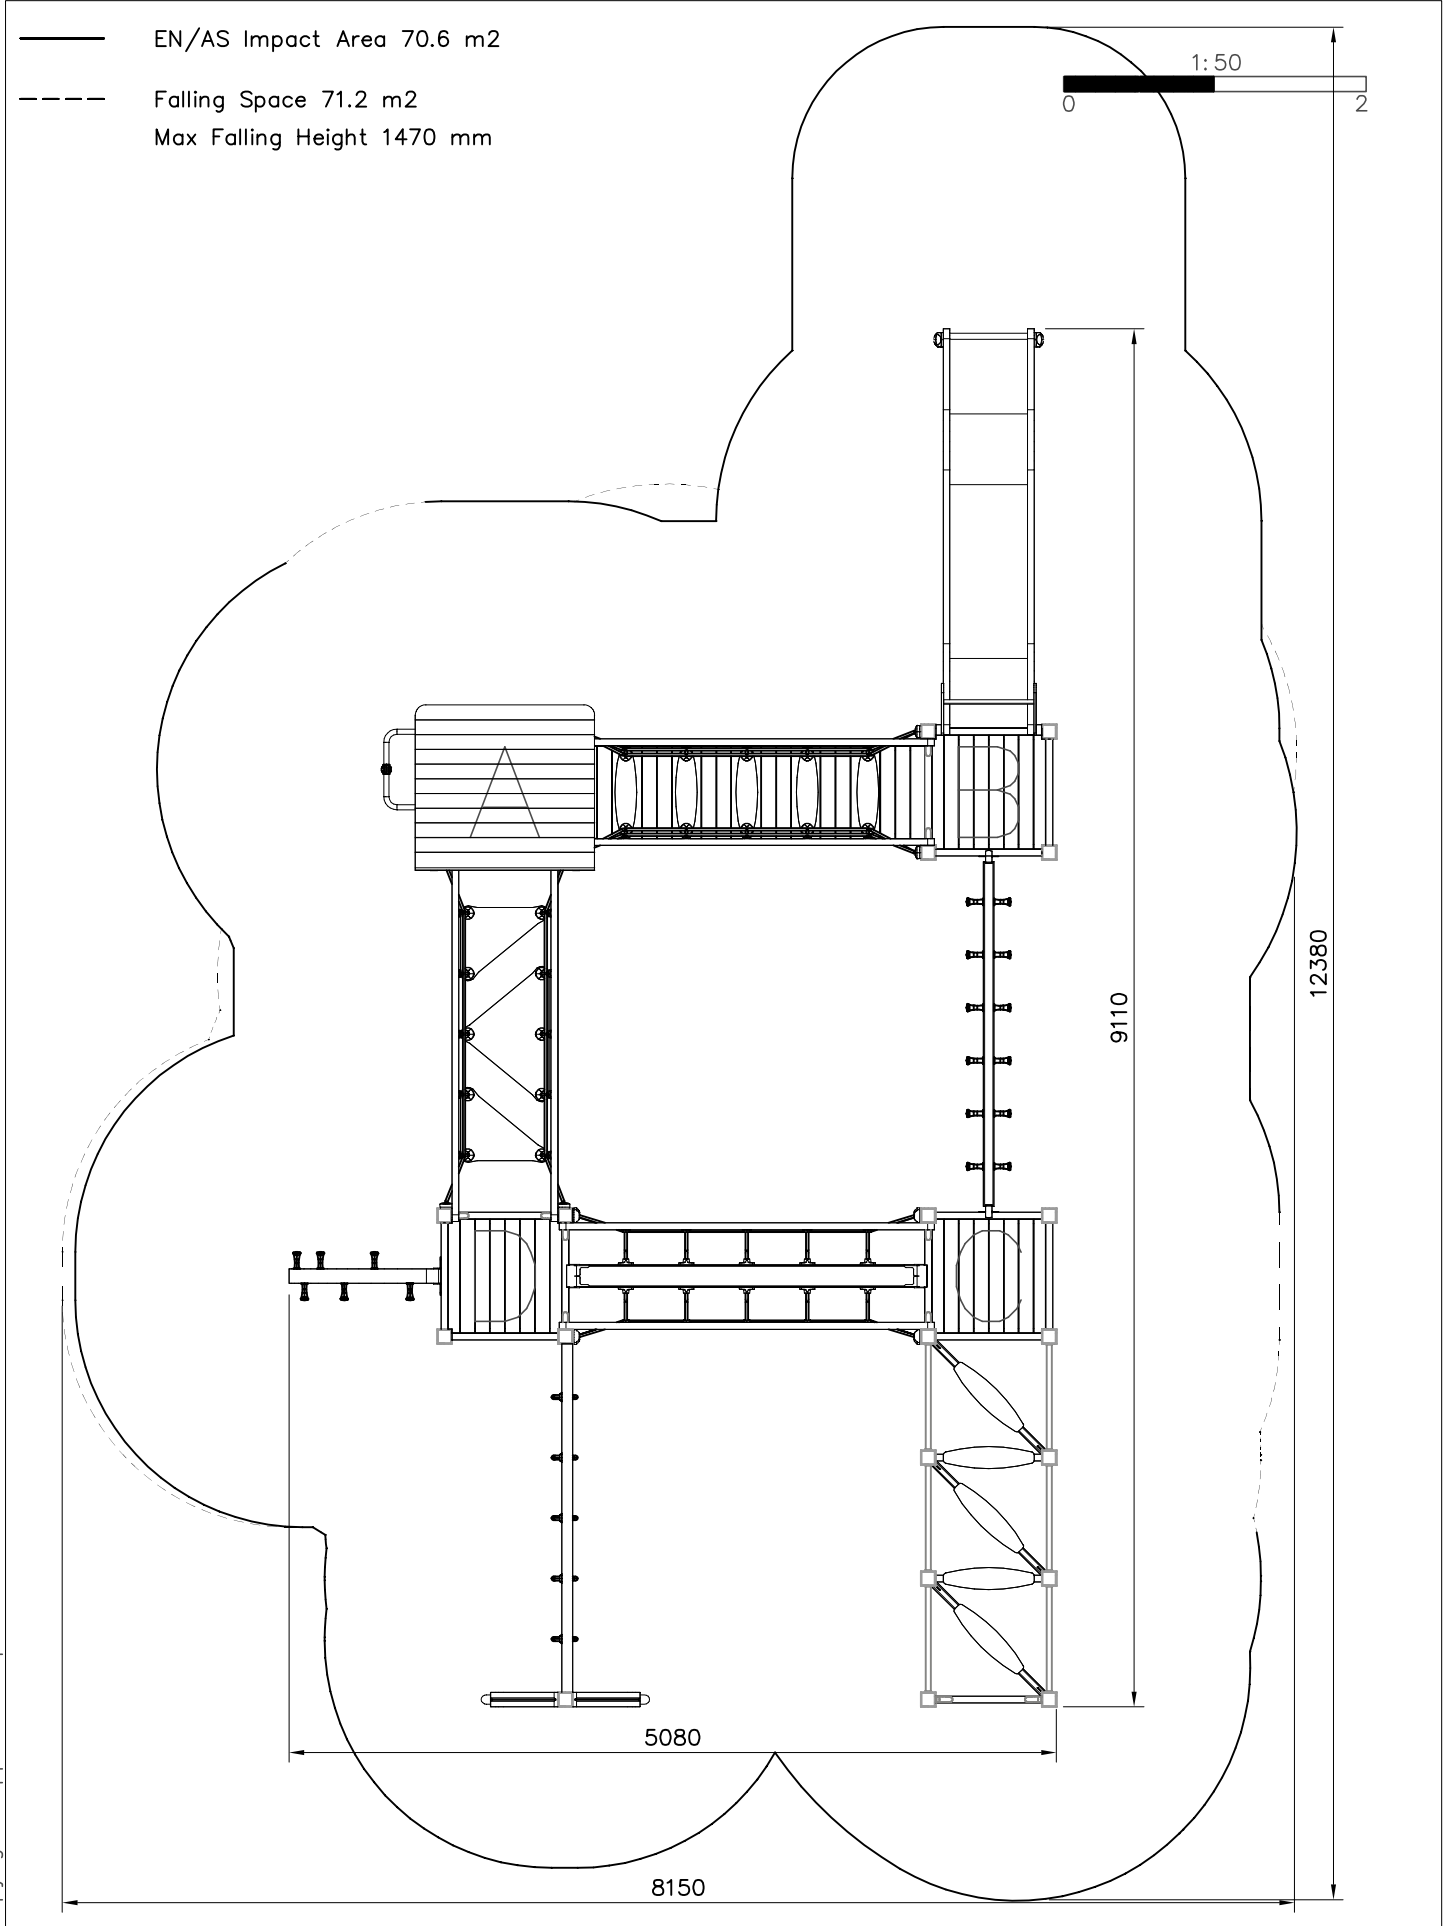 EN/AS Impact Area 70.6 m2
Falling Space 71.2 m2
Max Falling Height 1470 mm
1:50
0 2
A
B
D
C
9110
12380
5080
8150